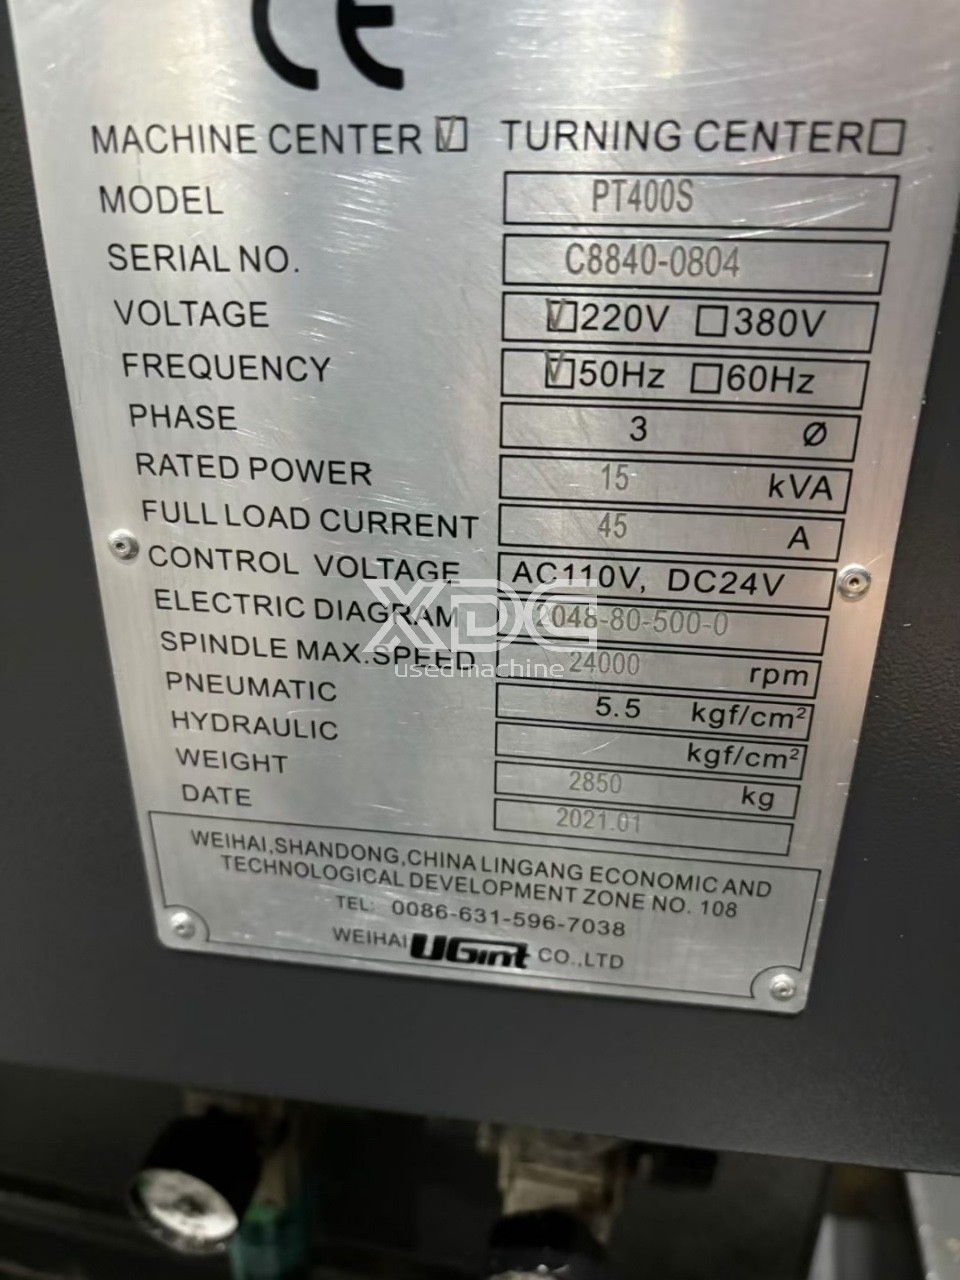 CE
MACHINE CENTER ☑ TURNING CENTER ☐
MODEL PT400S
SERIAL NO. C8840-0804
VOLTAGE ☑220V ☐380V
FREQUENCY ☑50Hz ☐60Hz
PHASE 3 Ø
RATED POWER 15 kVA
FULL LOAD CURRENT 45 A
CONTROL VOLTAGE AC110V, DC24V
ELECTRIC DIAGRAM 2048-80-500-0
SPINDLE MAX.SPEED 24000 rpm
PNEUMATIC 5.5 kgf/cm²
HYDRAULIC kgf/cm²
WEIGHT 2850 kg
DATE 2021.01
XDC
used machine
WEIHAI,SHANDONG,CHINA LINGANG ECONOMIC AND
TECHNOLOGICAL DEVELOPMENT ZONE NO. 108
TEL: 0086-631-596-7038
WEIHAI UGint CO.,LTD